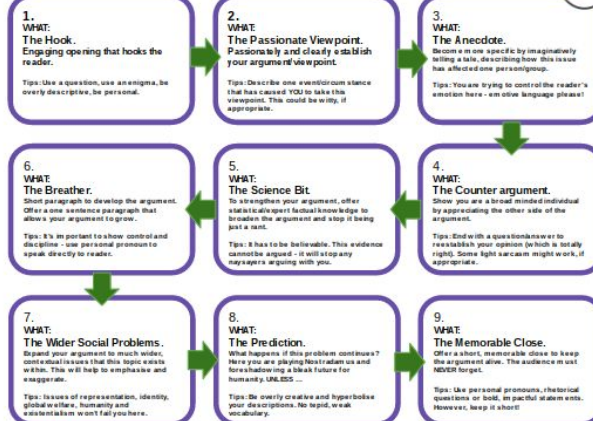 1.
WHAT:
The Hook.
Engaging opening that hooks the
reader.
Tips: Use a question, use an enigma, be
overly descriptive, be personal.
2.
WHAT:
The Passionate Viewpoint.
Passionately and clearly establish
your argument/viewpoint.
Tips: Describe one event/circumstance
that has caused YOU to take this
viewpoint. This could be witty, if
appropriate.
3.
WHAT:
The Anecdote.
Become more specific by imaginatively
telling a tale, describing how this issue
has affected one person/group.
Tips: You are trying to control the reader's
emotion here - emotive language please!
4.
WHAT:
The Counter argument.
Show you are a broad minded individual
by appreciating the other side of the
argument.
Tips: End with a question/answer to
reestablish your opinion (which is totally
right). Some light sarcasm might work, if
appropriate.
5.
WHAT:
The Science Bit.
To strengthen your argument, offer
statistical/expert factual knowledge to
broaden the argument and stop it being
just a rant.
Tips: It has to be believable. This evidence
cannot be argued - it will stop any
naysayers arguing with you.
6.
WHAT:
The Breather.
Short paragraph to develop the argument.
Offer a one sentence paragraph that
allows your argument to grow.
Tips: It's important to show control and
discipline - use personal pronoun to
speak directly to reader.
7.
WHAT:
The Wider Social Problems.
Expand your argument to much wider,
contextual issues that this topic exists
within. This will help to emphasise and
exaggerate.
Tips: Issues of representation, identity,
global welfare, humanity and
existentialism won't fail you here.
8.
WHAT:
The Prediction.
What happens if this problem continues?
Here you are playing Nostradamus and
foreshadowing a bleak future for
humanity. UNLESS ...
Tips: Be overly creative and hyperbolise
your descriptions. No tepid, weak
vocabulary.
9.
WHAT:
The Memorable Close.
Offer a short, memorable close to keep
the argument alive. The audience must
NEVER forget.
Tips: Use personal pronouns, rhetorical
questions or bold, impactful statements.
However, keep it short!